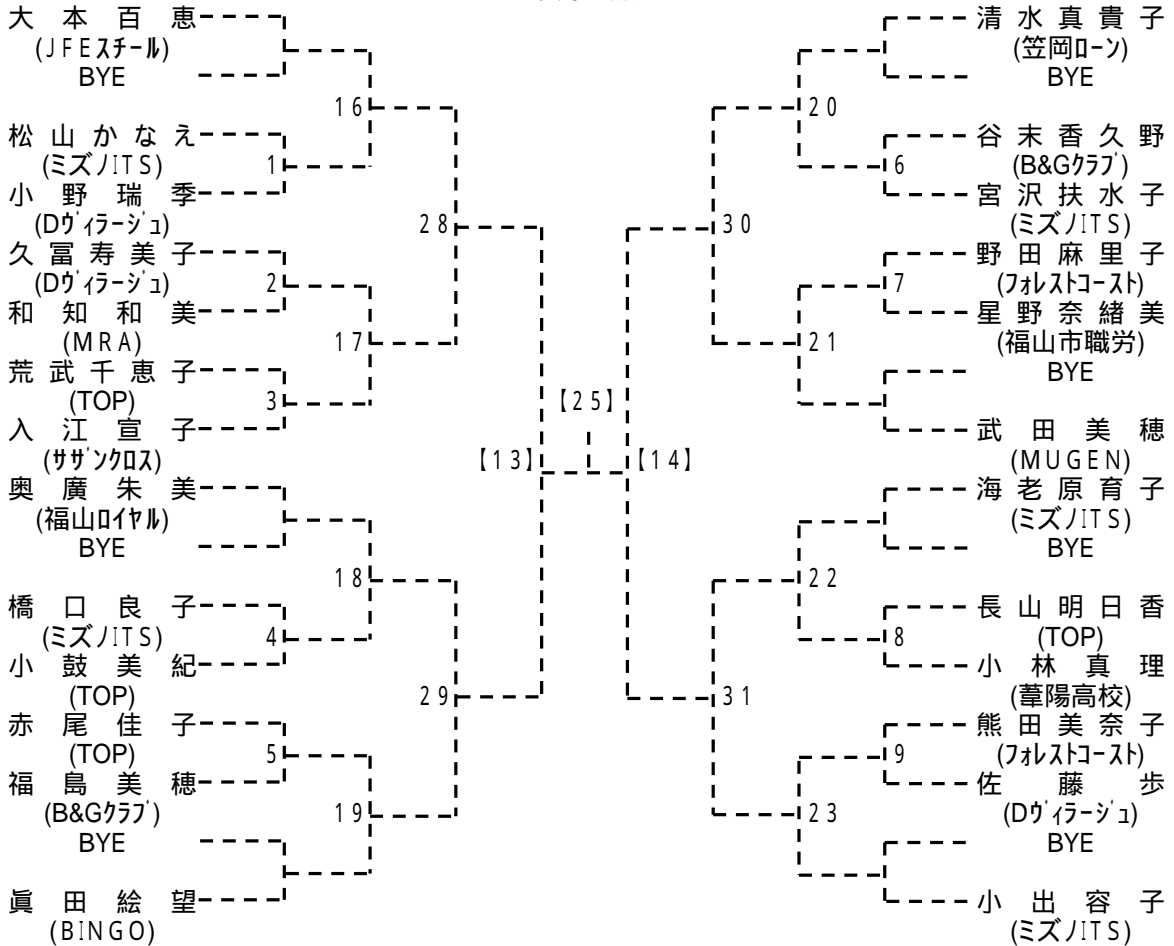 大本百恵
(JFEスチール)
BYE
16
松山かなえ
(ミズノITS)
1
小野瑞季
(Dヴィラージュ)
28
久冨寿美子
(Dヴィラージュ)
2
和知和美
(MRA)
17
荒武千恵子
(TOP)
3
入江宣子
(サザンクロス)
【13】
奥廣朱美
(福山ロイヤル)
BYE
18
橋口良子
(ミズノITS)
4
小鼓美紀
(TOP)
29
赤尾佳子
(TOP)
5
福島美穂
(B&Gクラブ)
19
BYE
眞田絵望
(BINGO)
【25】
清水真貴子
(笠岡ローン)
BYE
20
谷末香久野
(B&Gクラブ)
6
宮沢扶水子
(ミズノITS)
30
野田麻里子
(フォレストコースト)
7
星野奈緒美
(福山市職労)
21
BYE
武田美穂
(MUGEN)
【14】
海老原育子
(ミズノITS)
BYE
22
長山明日香
(TOP)
8
小林真理
(葦陽高校)
31
熊田美奈子
(フォレストコースト)
9
佐藤歩
(Dヴィラージュ)
23
BYE
小出容子
(ミズノITS)